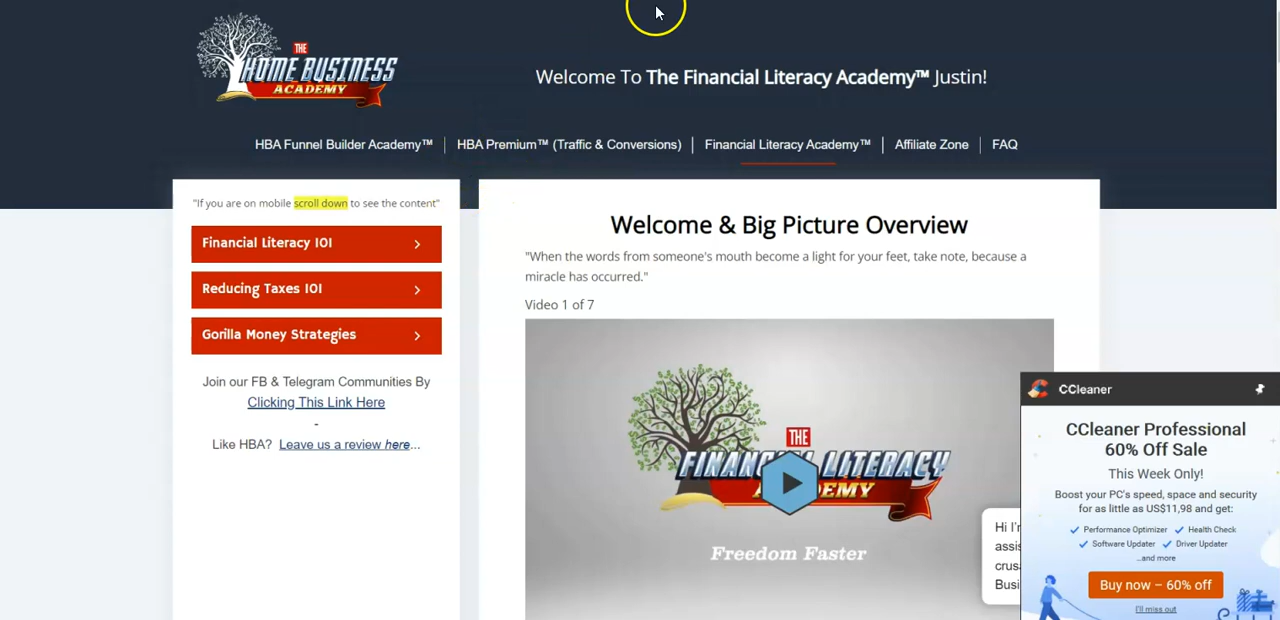 THE
HOME BUSINESS
ACADEMY
Welcome To The Financial Literacy Academy™ Justin!
HBA Funnel Builder Academy™
HBA Premium™ (Traffic & Conversions)
Financial Literacy Academy™
Affiliate Zone
FAQ
"If you are on mobile scroll down to see the content"
Financial Literacy 101
Reducing Taxes 101
Gorilla Money Strategies
Join our FB & Telegram Communities By
Clicking This Link Here
-
Like HBA? Leave us a review here...
Welcome & Big Picture Overview
"When the words from someone's mouth become a light for your feet, take note, because a
miracle has occurred."
Video 1 of 7
THE
FINANCIAL LITERACY
Freedom Faster
CCleaner
CCleaner Professional
60% Off Sale
This Week Only!
Boost your PC's speed, space and security
for as little as US$11,98 and get:
Performance Optimizer
Health Check
Software Updater
Driver Updater
...and more
Buy now – 60% off
I'll miss out